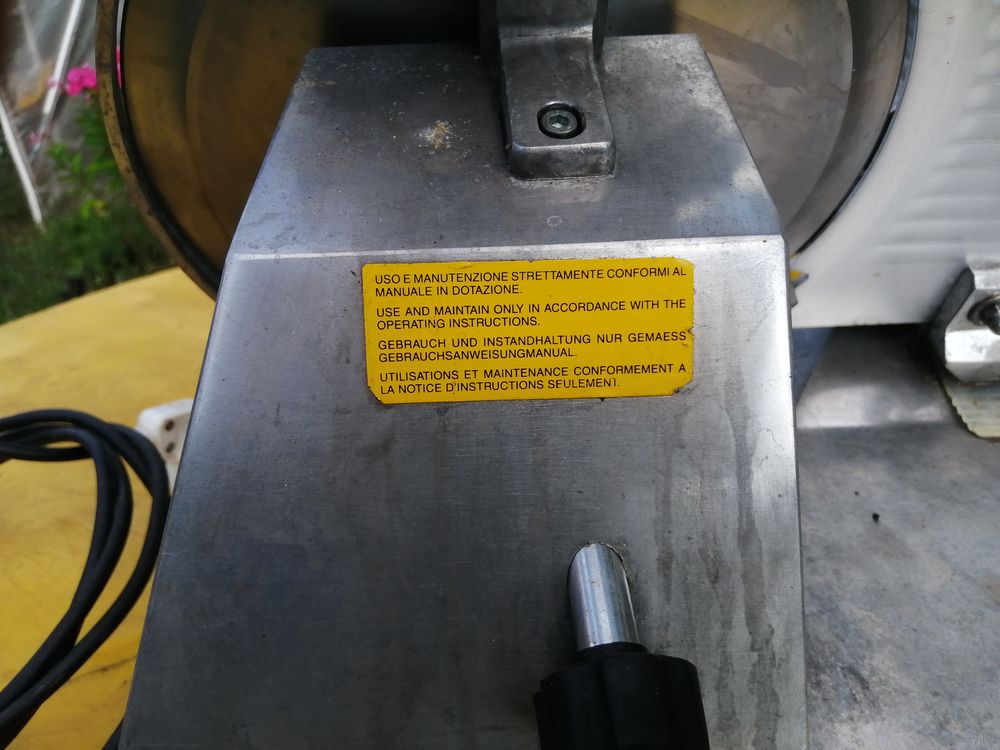 USO E MANUTENZIONE STRETTAMENTE CONFORMI AL
MANUALE IN DOTAZIONE.
USE AND MAINTAIN ONLY IN ACCORDANCE WITH THE
OPERATING INSTRUCTIONS.
GEBRAUCH UND INSTANDHALTUNG NUR GEMAESS
GEBRAUCHSANWEISUNGMANUAL.
UTILISATIONS ET MAINTENANCE CONFORMEMENT A
LA NOTICE D'INSTRUCTIONS SEULEMENT.